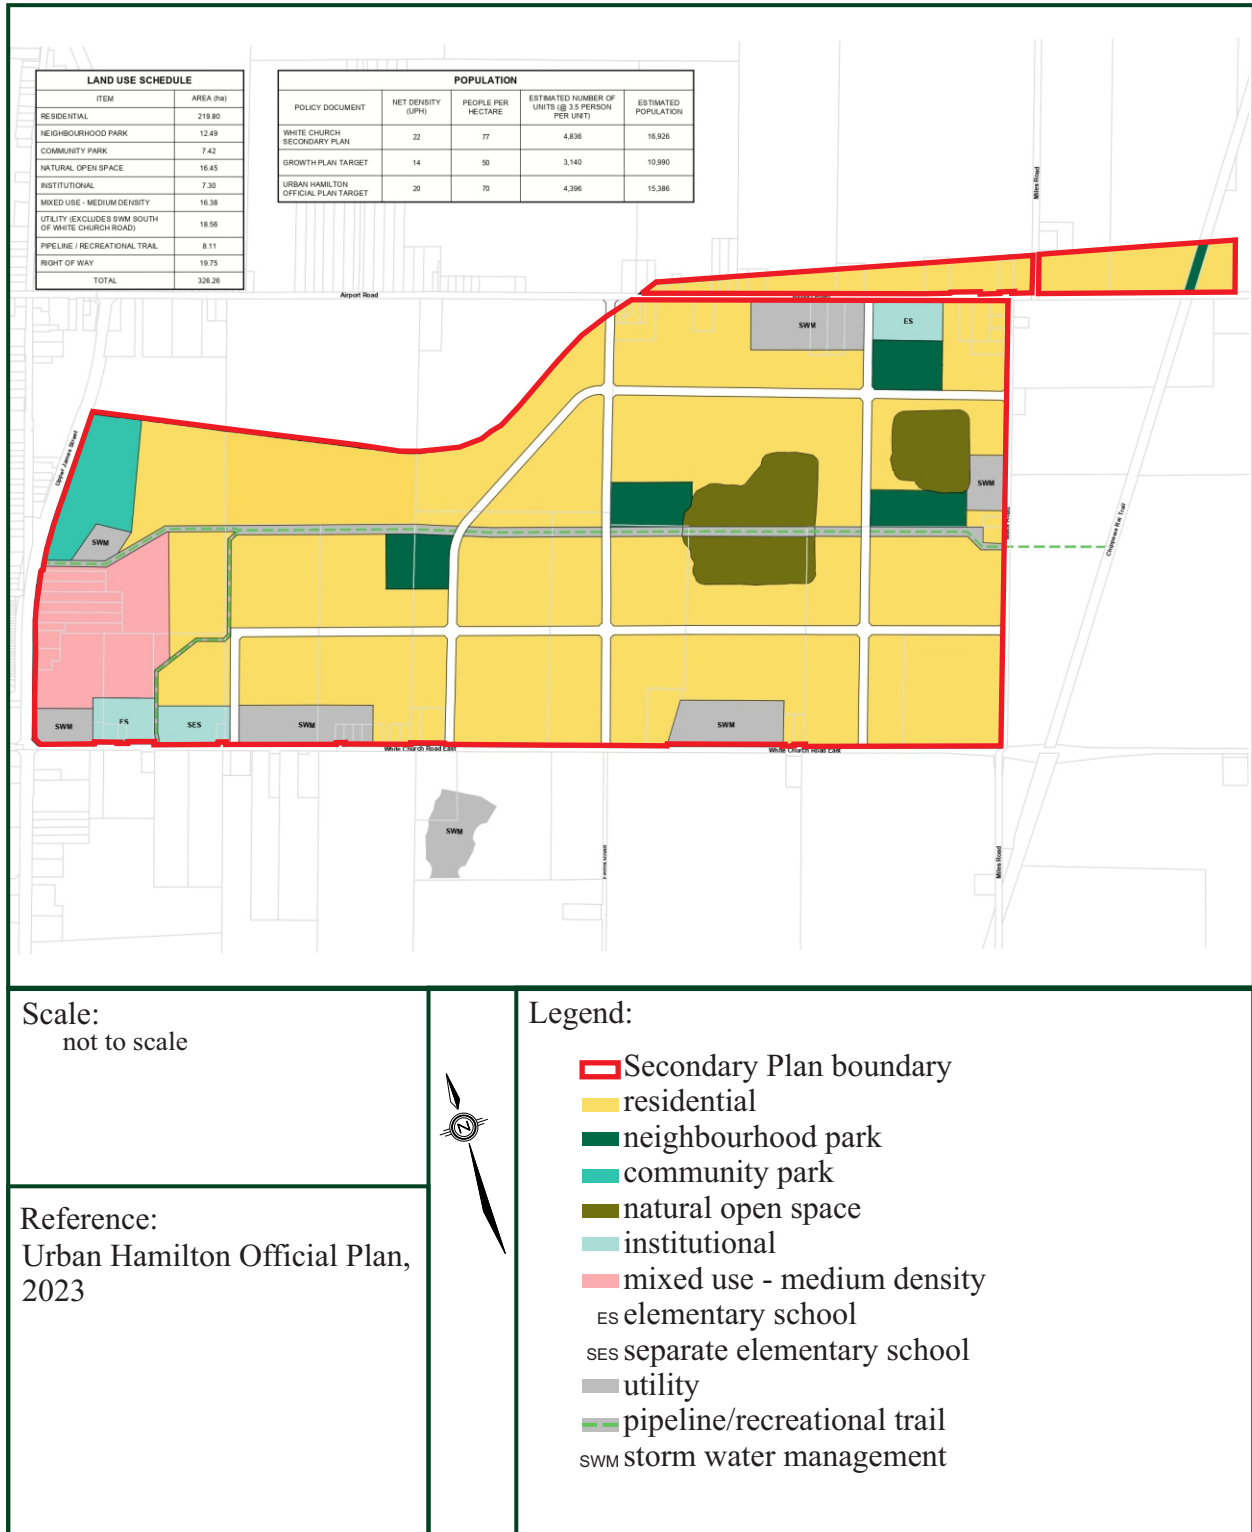 LAND USE SCHEDULE
ITEM AREA (ha)
RESIDENTIAL 219.80
NEIGHBOURHOOD PARK 12.49
COMMUNITY PARK 7.42
NATURAL OPEN SPACE 16.45
INSTITUTIONAL 7.30
MIXED USE - MEDIUM DENSITY 16.38
UTILITY (EXCLUDES SWM SOUTH
OF WHITE CHURCH ROAD) 18.56
PIPELINE / RECREATIONAL TRAIL 8.11
RIGHT OF WAY 19.75
TOTAL 326.26
POPULATION
POLICY DOCUMENT
NET DENSITY
(UPH)
PEOPLE PER
HECTARE
ESTIMATED NUMBER OF
UNITS (@ 3.5 PERSON
PER UNIT)
ESTIMATED
POPULATION
WHITE CHURCH
SECONDARY PLAN 22 77 4,836 16,926
GROWTH PLAN TARGET 14 50 3,140 10,990
URBAN HAMILTON
OFFICIAL PLAN TARGET 20 70 4,396 15,386
Miles Road
Airport Road
SWM
ES
Upper James Street
SWM
SWM
Chippewa Rail Trail
SWM
ES
SES
SWM
SWM
White Church Road East
White Church Road East
SWM
Miles Road
Scale:
not to scale
Reference:
Urban Hamilton Official Plan,
2023
N
Legend:
Secondary Plan boundary
residential
neighbourhood park
community park
natural open space
institutional
mixed use - medium density
ES elementary school
SES separate elementary school
utility
pipeline/recreational trail
SWM storm water management